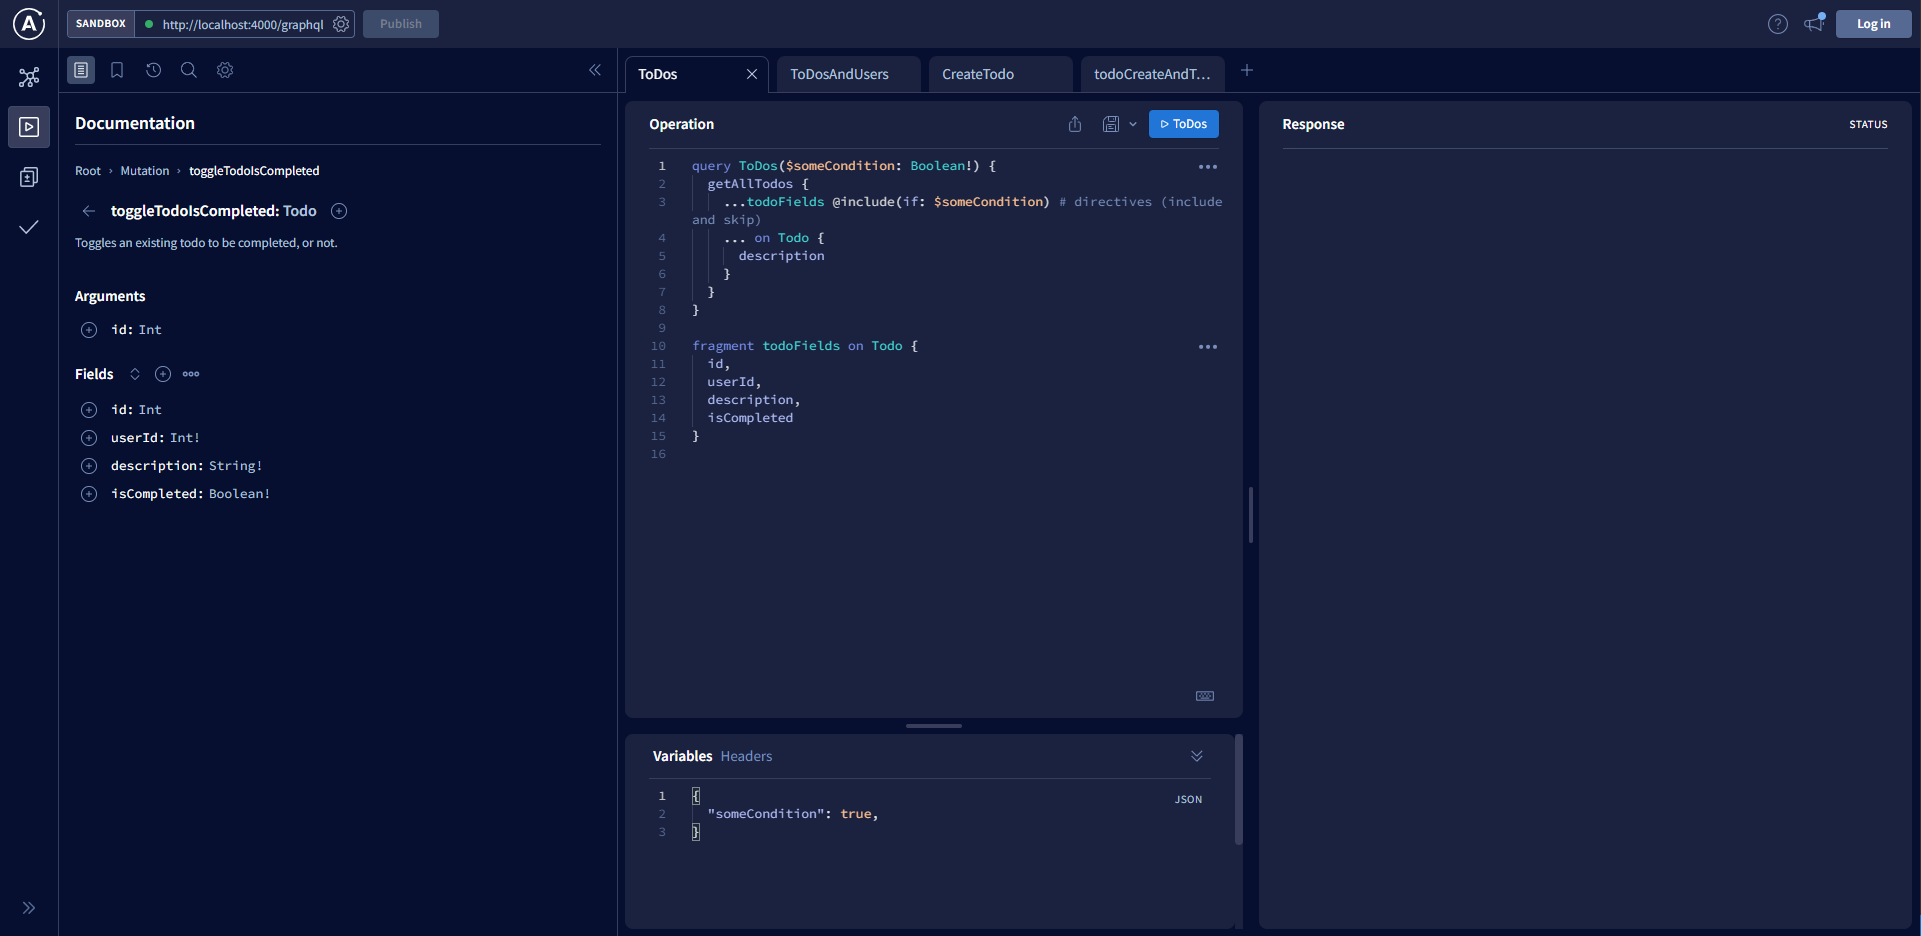 A
SANDBOX
http://localhost:4000/graphql
Publish
?
Log in
Documentation
Root › Mutation › toggleTodoIsCompleted
toggleTodoIsCompleted: Todo
Toggles an existing todo to be completed, or not.
Arguments
id: Int
Fields
id: Int
userId: Int!
description: String!
isCompleted: Boolean!
ToDos
ToDosAndUsers
CreateTodo
todoCreateAndT...
Operation
ToDos
1 query ToDos($someCondition: Boolean!) {
2 getAllTodos {
3 ...todoFields @include(if: $someCondition) # directives (include
and skip)
4 ... on Todo {
5 description
6 }
7 }
8 }
9
10 fragment todoFields on Todo {
11 id,
12 userId,
13 description,
14 isCompleted
15 }
16
Variables Headers
JSON
1 {
2 "someCondition": true,
3 }
Response
STATUS